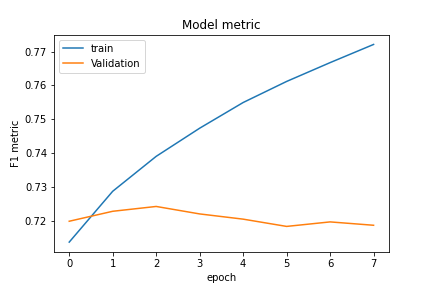 Model metric
train
Validation
F1 metric
0.77
0.76
0.75
0.74
0.73
0.72
0 1 2 3 4 5 6 7
epoch